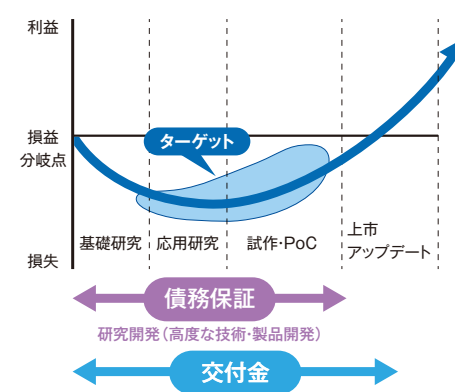 利益
損益
分岐点
損失
ターゲット
基礎研究
応用研究
試作・PoC
上市
アップデート
債務保証
研究開発（高度な技術・製品開発）
交付金